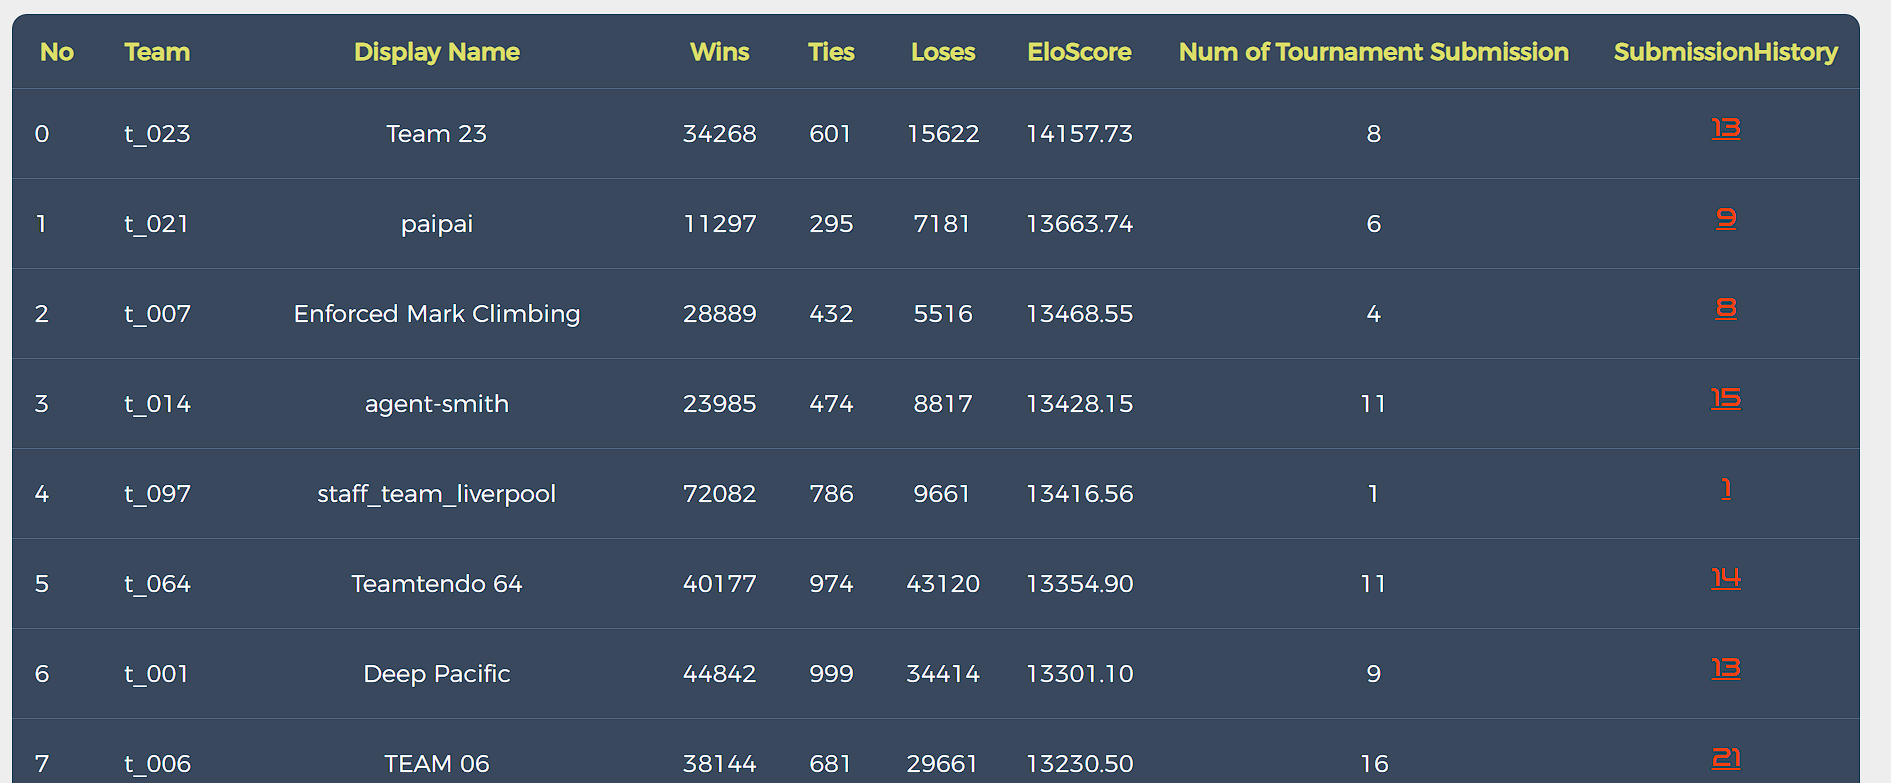 No Team Display Name Wins Ties Loses EloScore Num of Tournament Submission SubmissionHistory
0 t_023 Team 23 34268 601 15622 14157.73 8 13
1 t_021 paipai 11297 295 7181 13663.74 6 9
2 t_007 Enforced Mark Climbing 28889 432 5516 13468.55 4 8
3 t_014 agent-smith 23985 474 8817 13428.15 11 15
4 t_097 staff_team_liverpool 72082 786 9661 13416.56 1 1
5 t_064 Teamtendo 64 40177 974 43120 13354.90 11 14
6 t_001 Deep Pacific 44842 999 34414 13301.10 9 13
7 t_006 TEAM 06 38144 681 29661 13230.50 16 21